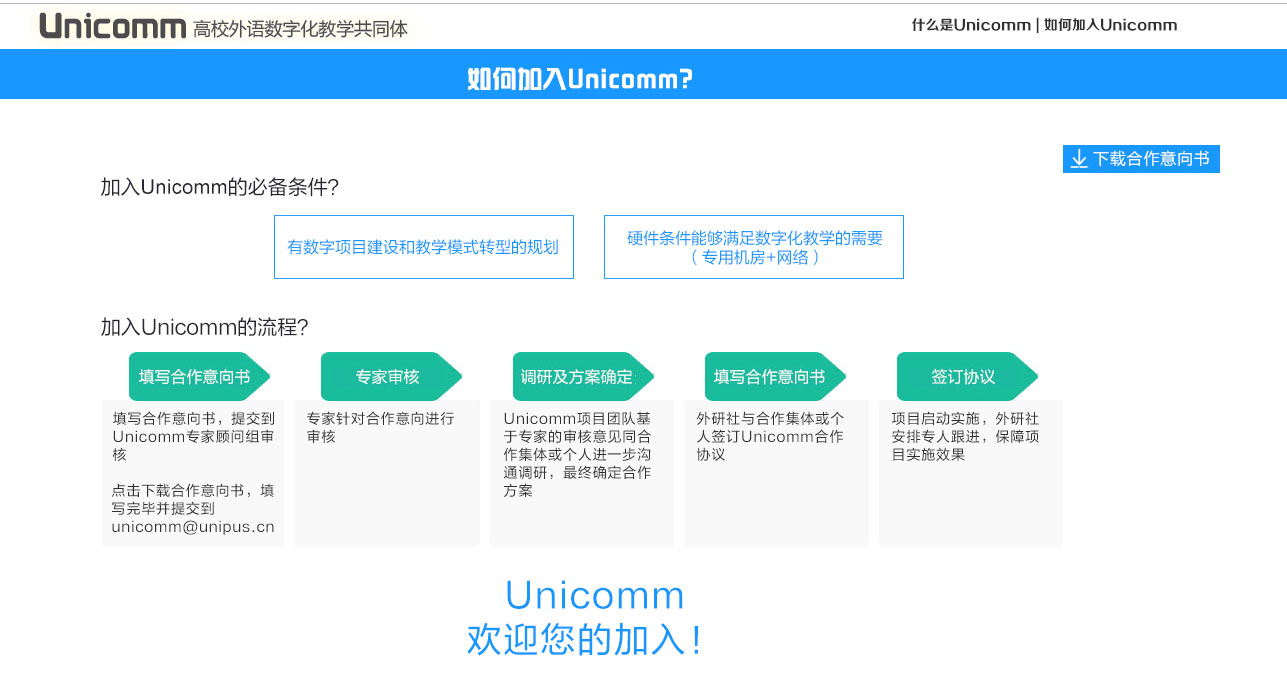 Unicomm 高校外语数字化教学共同体
什么是Unicomm | 如何加入Unicomm
如何加入Unicomm?
下载合作意向书
加入Unicomm的必备条件?
有数字项目建设和教学模式转型的规划
硬件条件能够满足数字化教学的需要
（专用机房+网络）
加入Unicomm的流程?
填写合作意向书
专家审核
调研及方案确定
填写合作意向书
签订协议
填写合作意向书，提交到
Unicomm专家顾问组审
核
点击下载合作意向书，填
写完毕并提交到
unicomm@unipus.cn
专家针对合作意向进行
审核
Unicomm项目团队基
于专家的审核意见同合
作集体或个人进一步沟
通调研，最终确定合作
方案
外研社与合作集体或个
人签订Unicomm合作
协议
项目启动实施，外研社
安排专人跟进，保障项
目实施效果
Unicomm
欢迎您的加入！